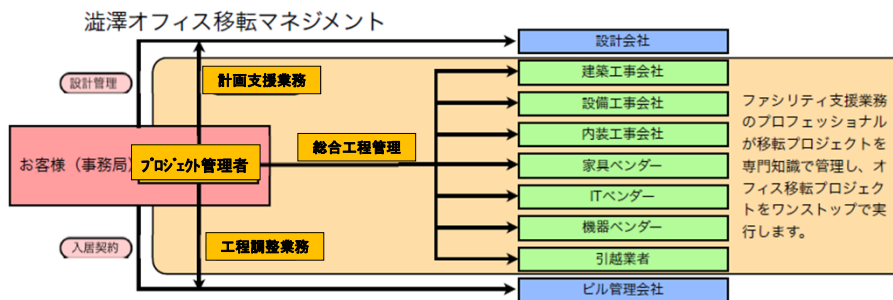 澁澤オフィス移転マネジメント
設計会社
設計管理
計画支援業務
建築工事会社
設備工事会社
内装工事会社
お客様（事務局）
プロジェクト管理者
総合工程管理
家具ベンダー
ITベンダー
機器ベンダー
入居契約
工程調整業務
引越業者
ビル管理会社
ファシリティ支援業務
のプロフェッショナル
が移転プロジェクトを
専門知識で管理し、オ
フィス移転プロジェク
トをワンストップで実
行します。